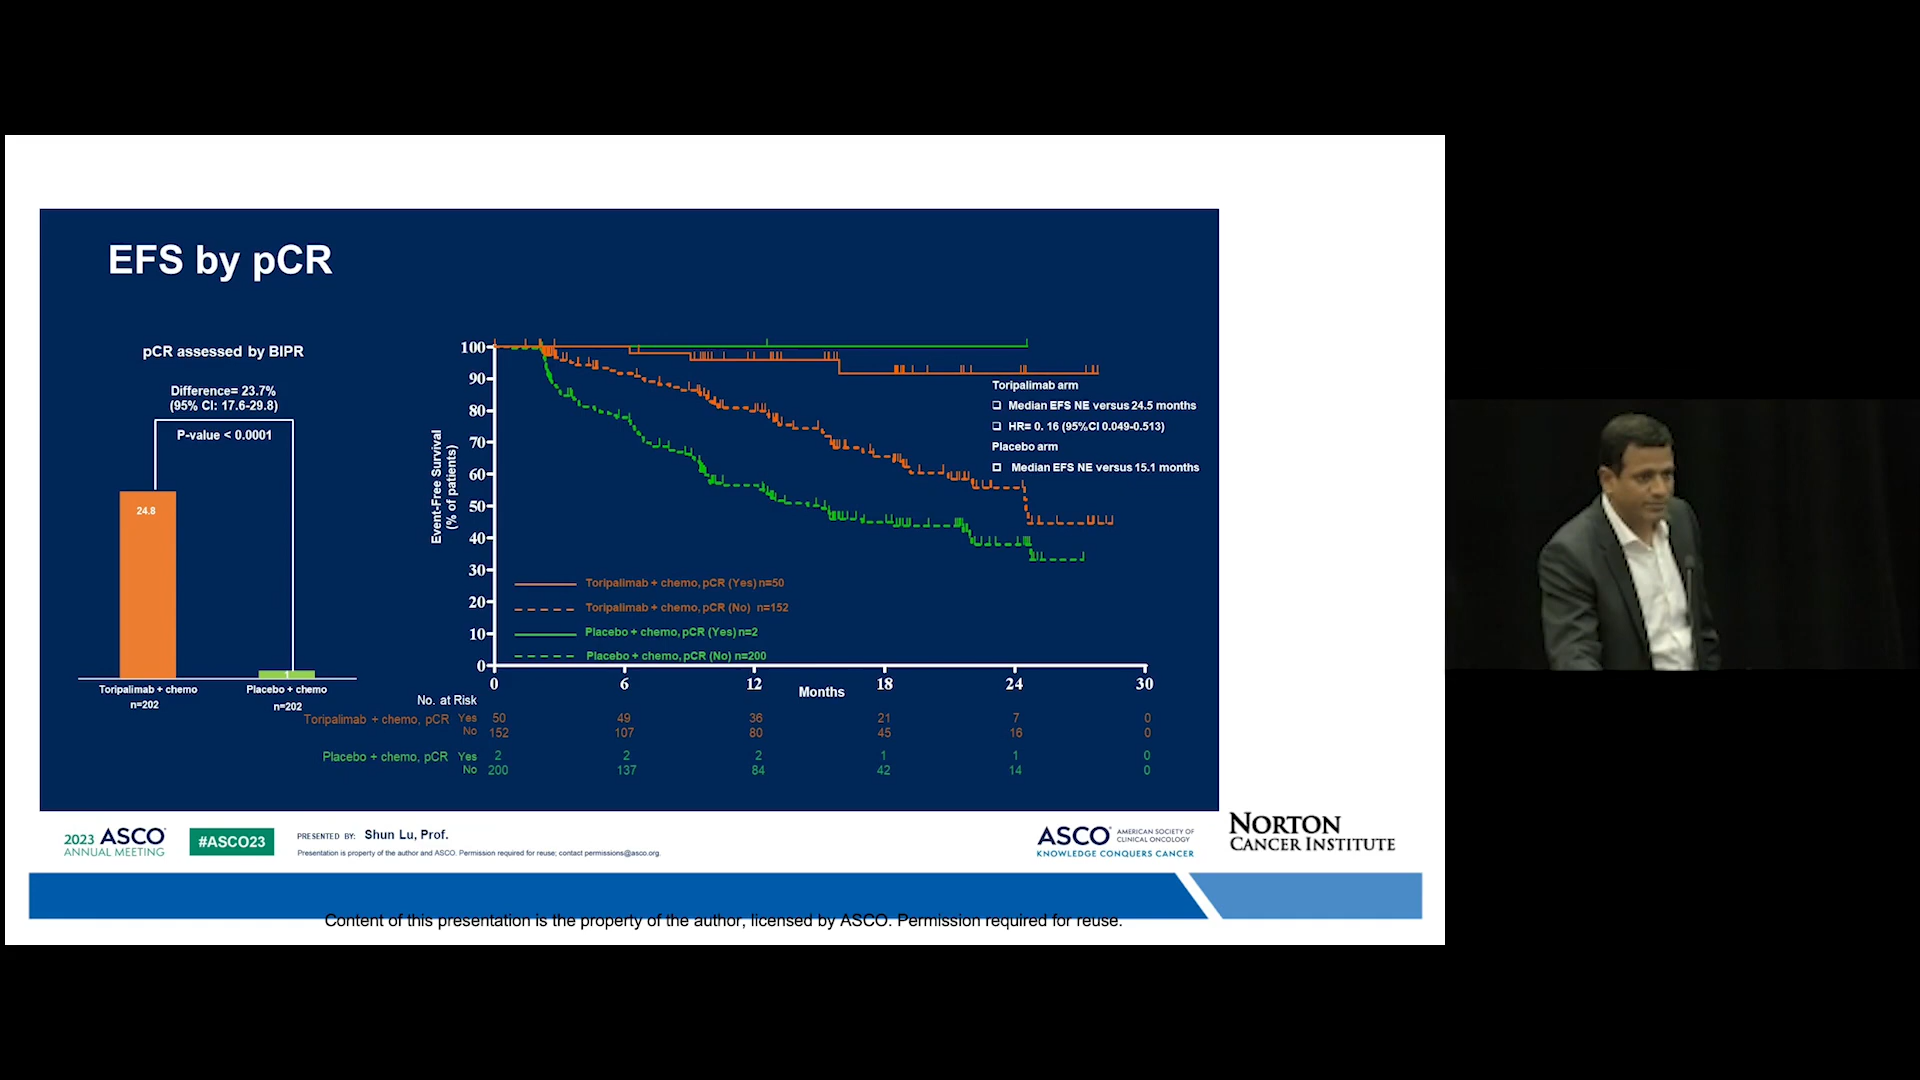 EFS by pCR
pCR assessed by BIPR
Difference= 23.7%
(95% CI: 17.6-29.8)
P-value < 0.0001
24.8
1
Toripalimab + chemo
n=202
Placebo + chemo
n=202
Event-Free Survival
(% of patients)
100
90
80
70
60
50
40
30
20
10
0
Toripalimab arm
Median EFS NE versus 24.5 months
HR= 0. 16 (95%CI 0.049-0.513)
Placebo arm
Median EFS NE versus 15.1 months
Toripalimab + chemo, pCR (Yes) n=50
Toripalimab + chemo, pCR (No) n=152
Placebo + chemo, pCR (Yes) n=2
Placebo + chemo, pCR (No) n=200
0 6 12 18 24 30
Months
No. at Risk
Toripalimab + chemo, pCR Yes 50 49 36 21 7 0
No 152 107 80 45 16 0
Placebo + chemo, pCR Yes 2 2 2 1 1 0
No 200 137 84 42 14 0
2023 ASCO
ANNUAL MEETING
#ASCO23
PRESENTED BY: Shun Lu, Prof.
Presentation is property of the author and ASCO. Permission required for reuse; contact permissions@asco.org.
ASCO AMERICAN SOCIETY OF
CLINICAL ONCOLOGY
KNOWLEDGE CONQUERS CANCER
NORTON
CANCER INSTITUTE
Content of this presentation is the property of the author, licensed by ASCO. Permission required for reuse.